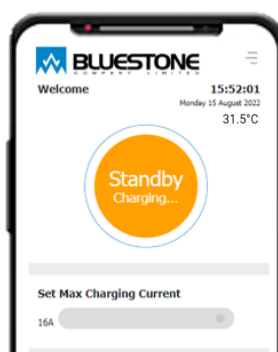 BLUESTONE
COMPANY LIMITED
Welcome
15:52:01
Monday 15 August 2022
31.5°C
Standby
Charging...
Set Max Charging Current
16A